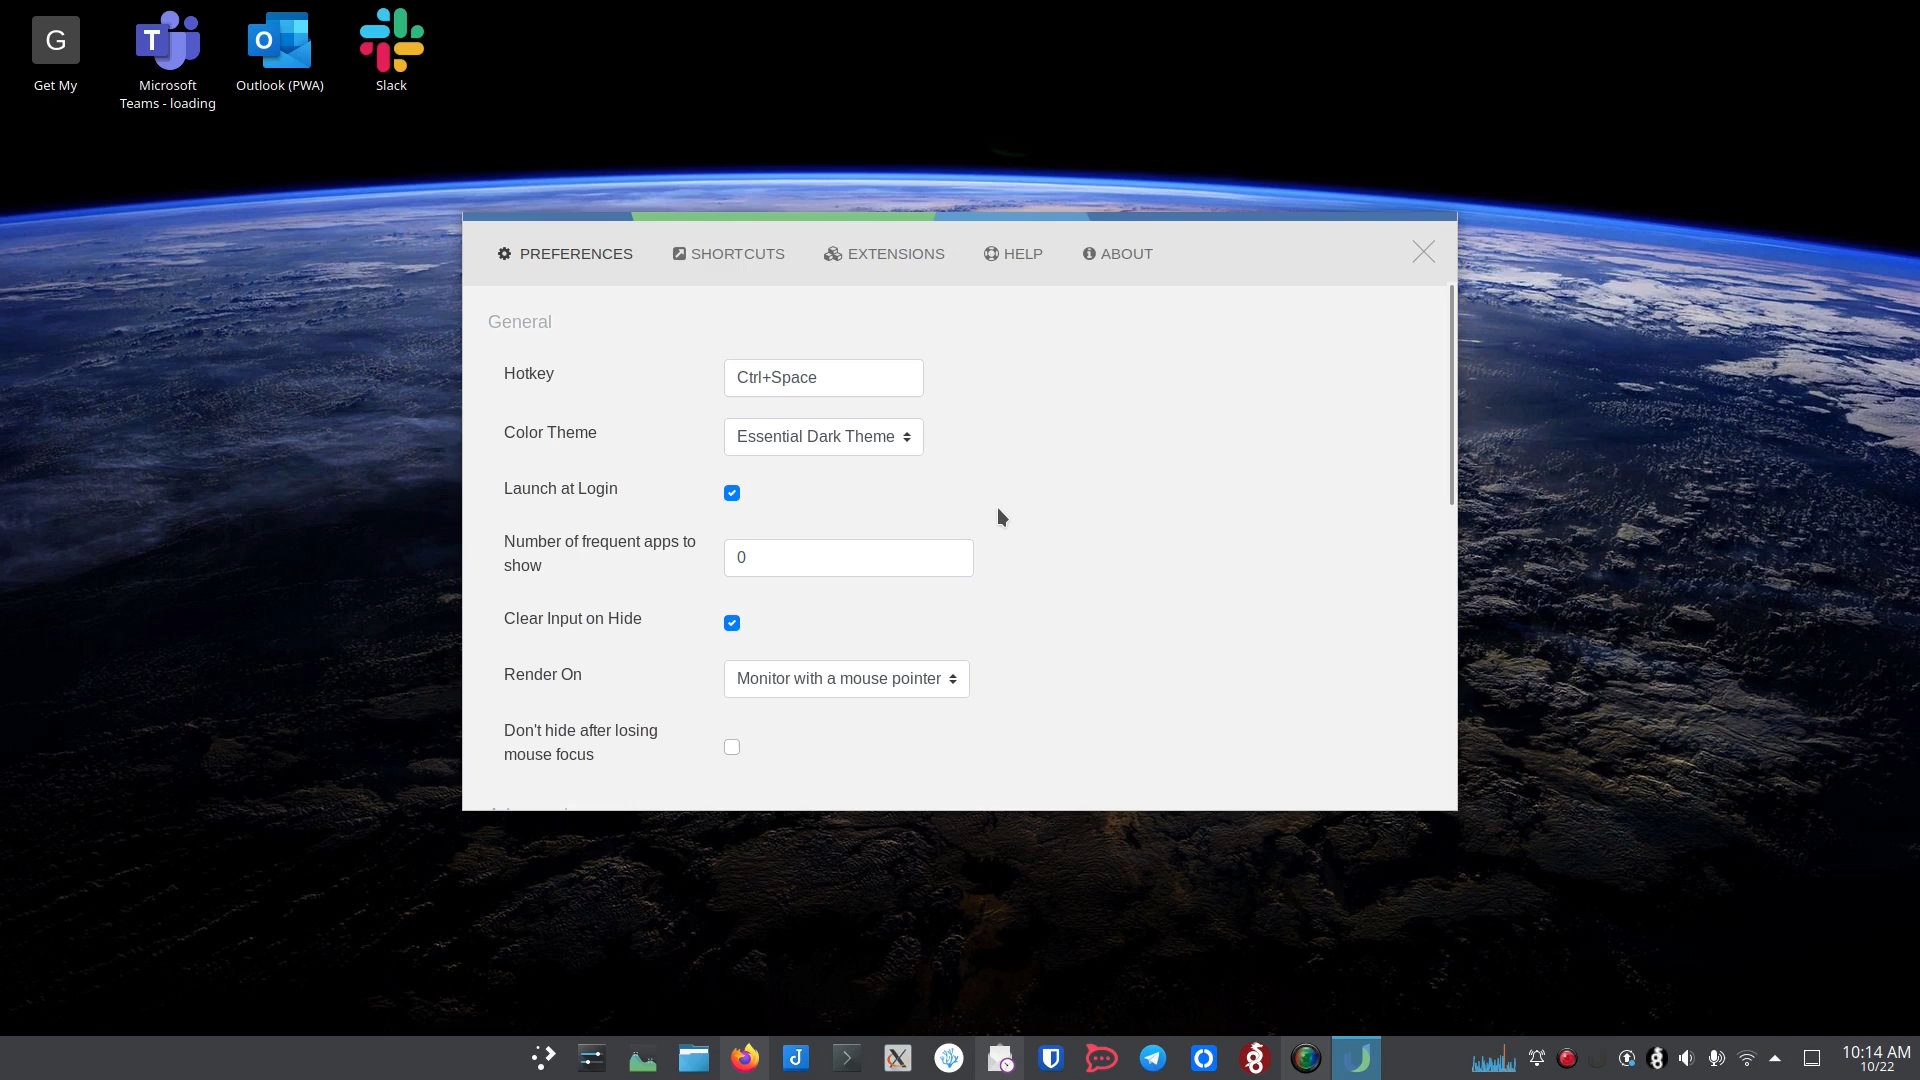 G
Get My
Microsoft
Teams - loading
Outlook (PWA)
Slack
PREFERENCES
SHORTCUTS
EXTENSIONS
HELP
ABOUT
General
Hotkey
Ctrl+Space
Color Theme
Essential Dark Theme
Launch at Login
Number of frequent apps to
show
0
Clear Input on Hide
Render On
Monitor with a mouse pointer
Don't hide after losing
mouse focus
10:14 AM
10/22